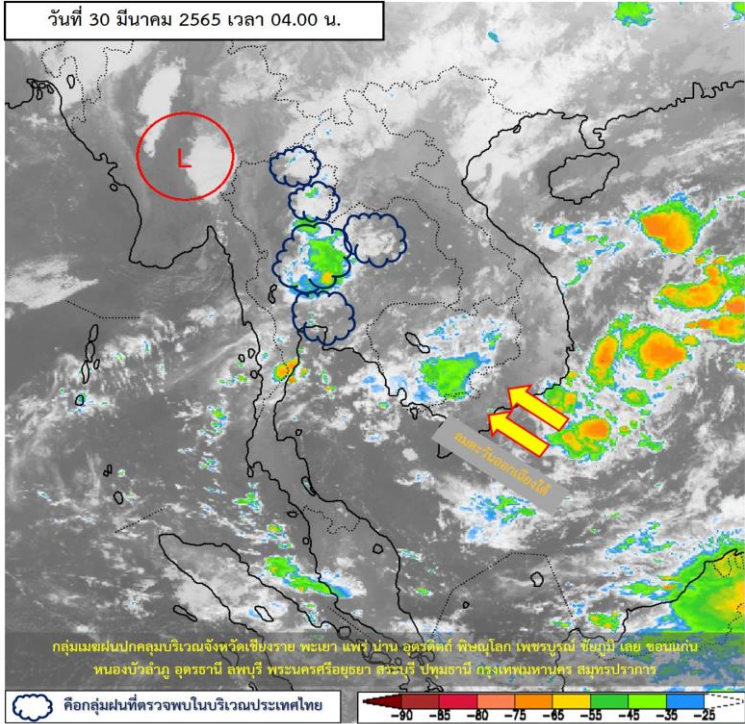 วันที่ 30 มีนาคม 2565 เวลา 04.00 น.
L
ลมตะวันออกเฉียงใต้
กลุ่มเมฆฝนปกคลุมบริเวณจังหวัดเชียงราย พะเยา แพร่ น่าน อุตรดิตถ์ พิษณุโลก เพชรบูรณ์ ชัยภูมิ เลย ขอนแก่น
หนองบัวลำภู อุดรธานี ลพบุรี พระนครศรีอยุธยา สระบุรี ปทุมธานี กรุงเทพมหานคร สมุทรปราการ
คือกลุ่มฝนที่ตรวจพบในบริเวณประเทศไทย
-90 -85 -80 -75 -65 -55 -45 -35 -25